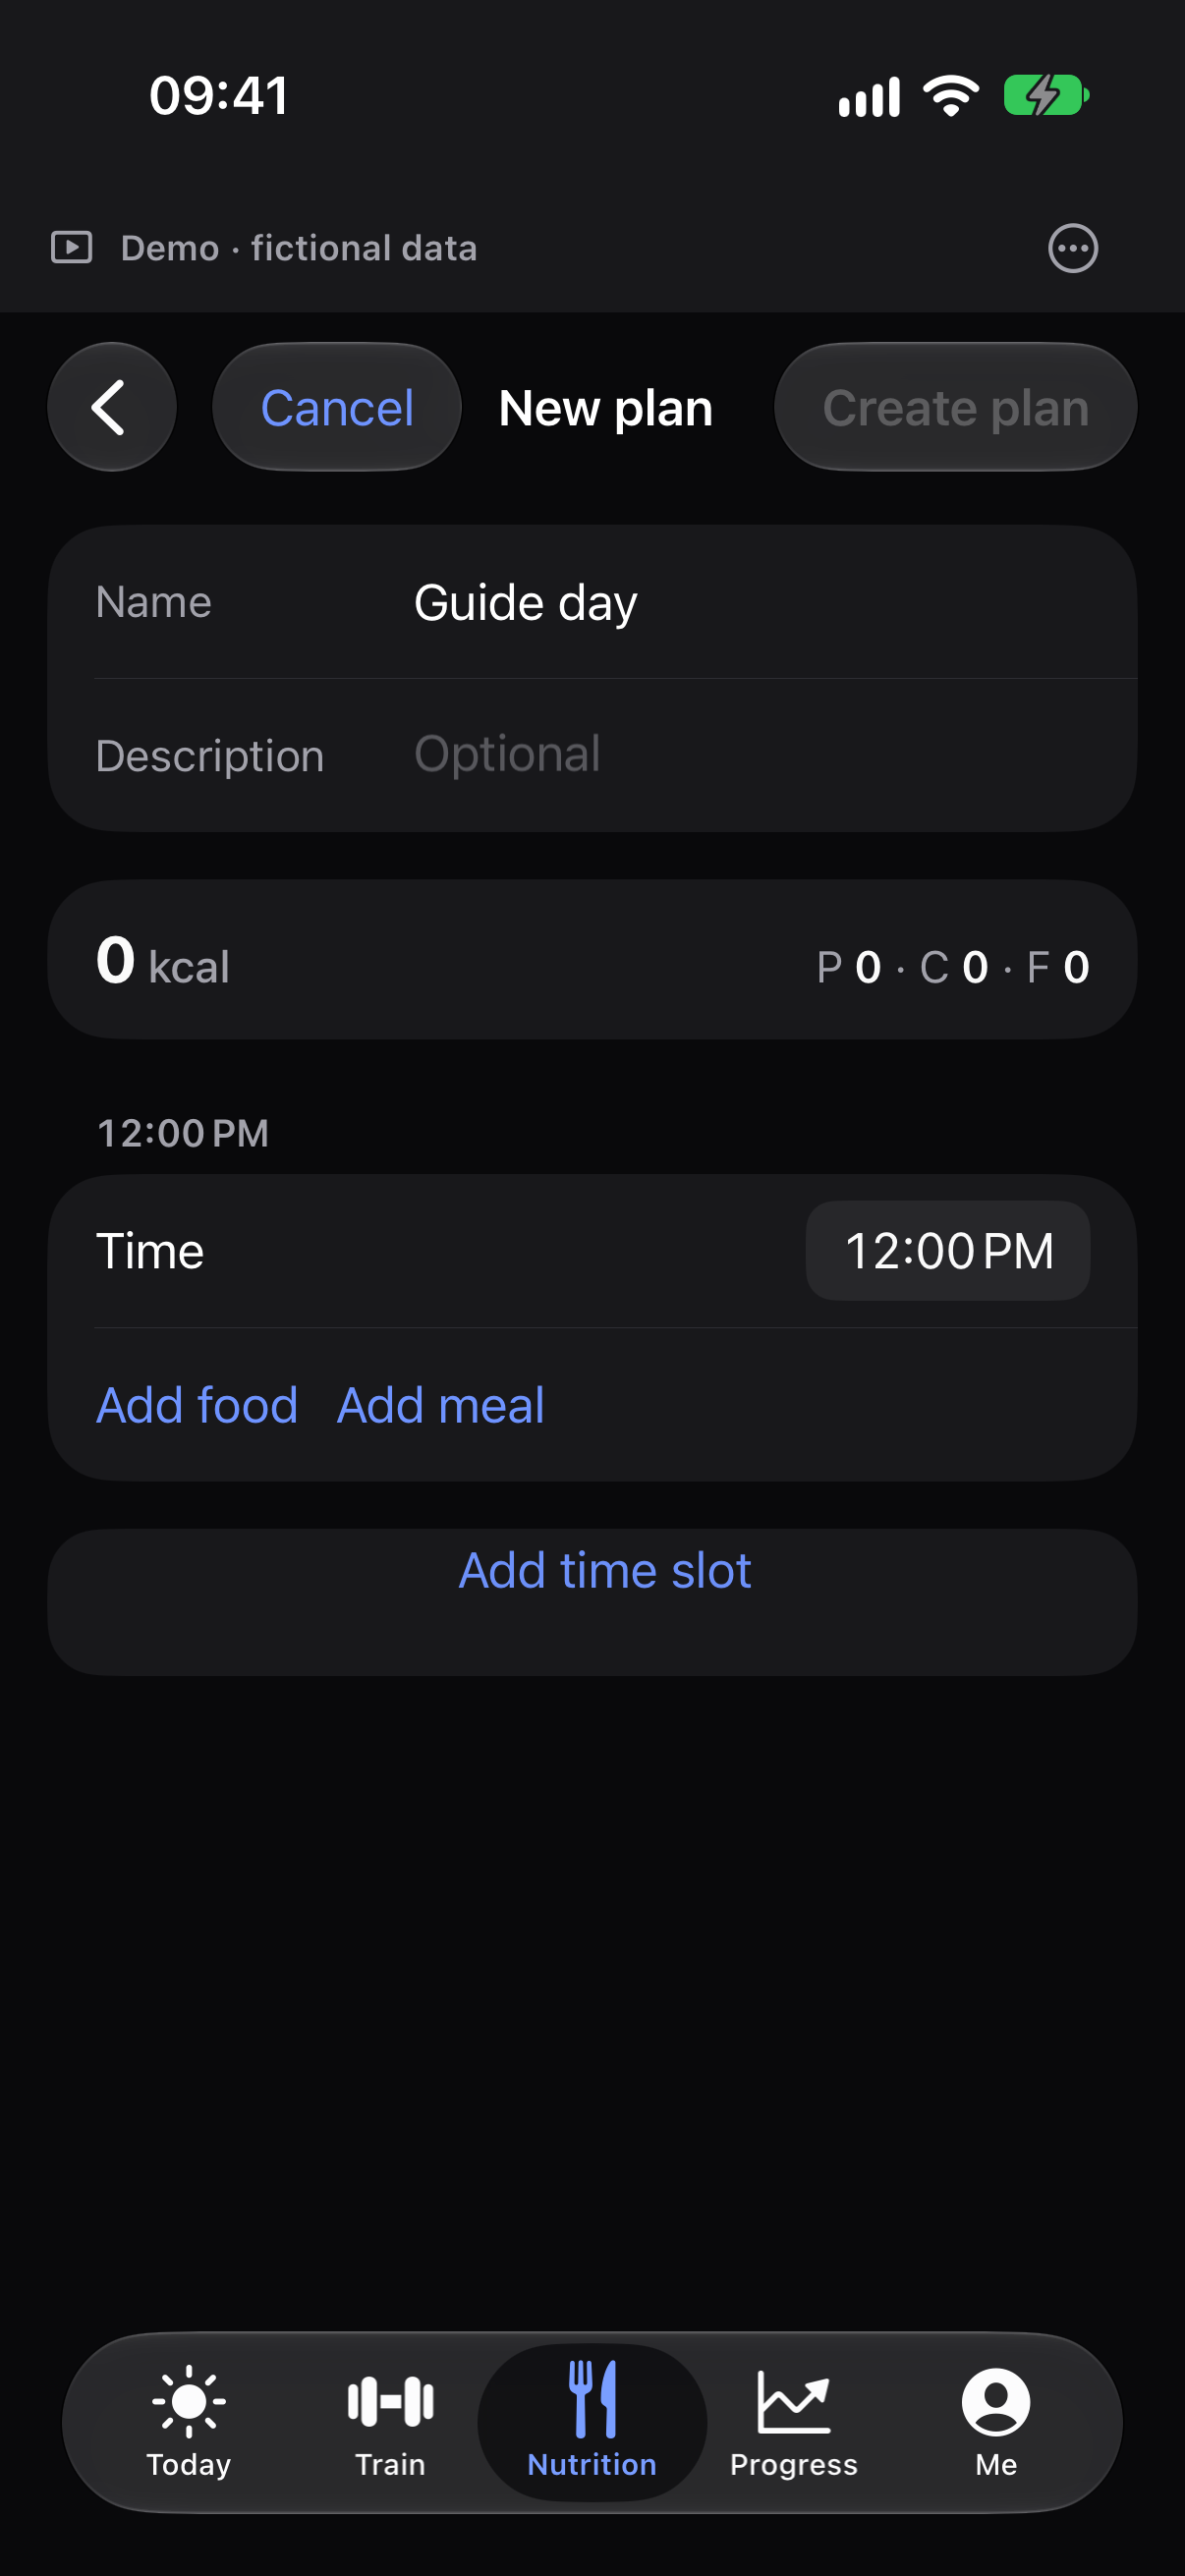 09:41
Demo · fictional data
Cancel
New plan
Create plan
Name
Guide day
Description
Optional
0 kcal
P 0 · C 0 · F 0
12:00 PM
Time
12:00 PM
Add food
Add meal
Add time slot
Today
Train
Nutrition
Progress
Me